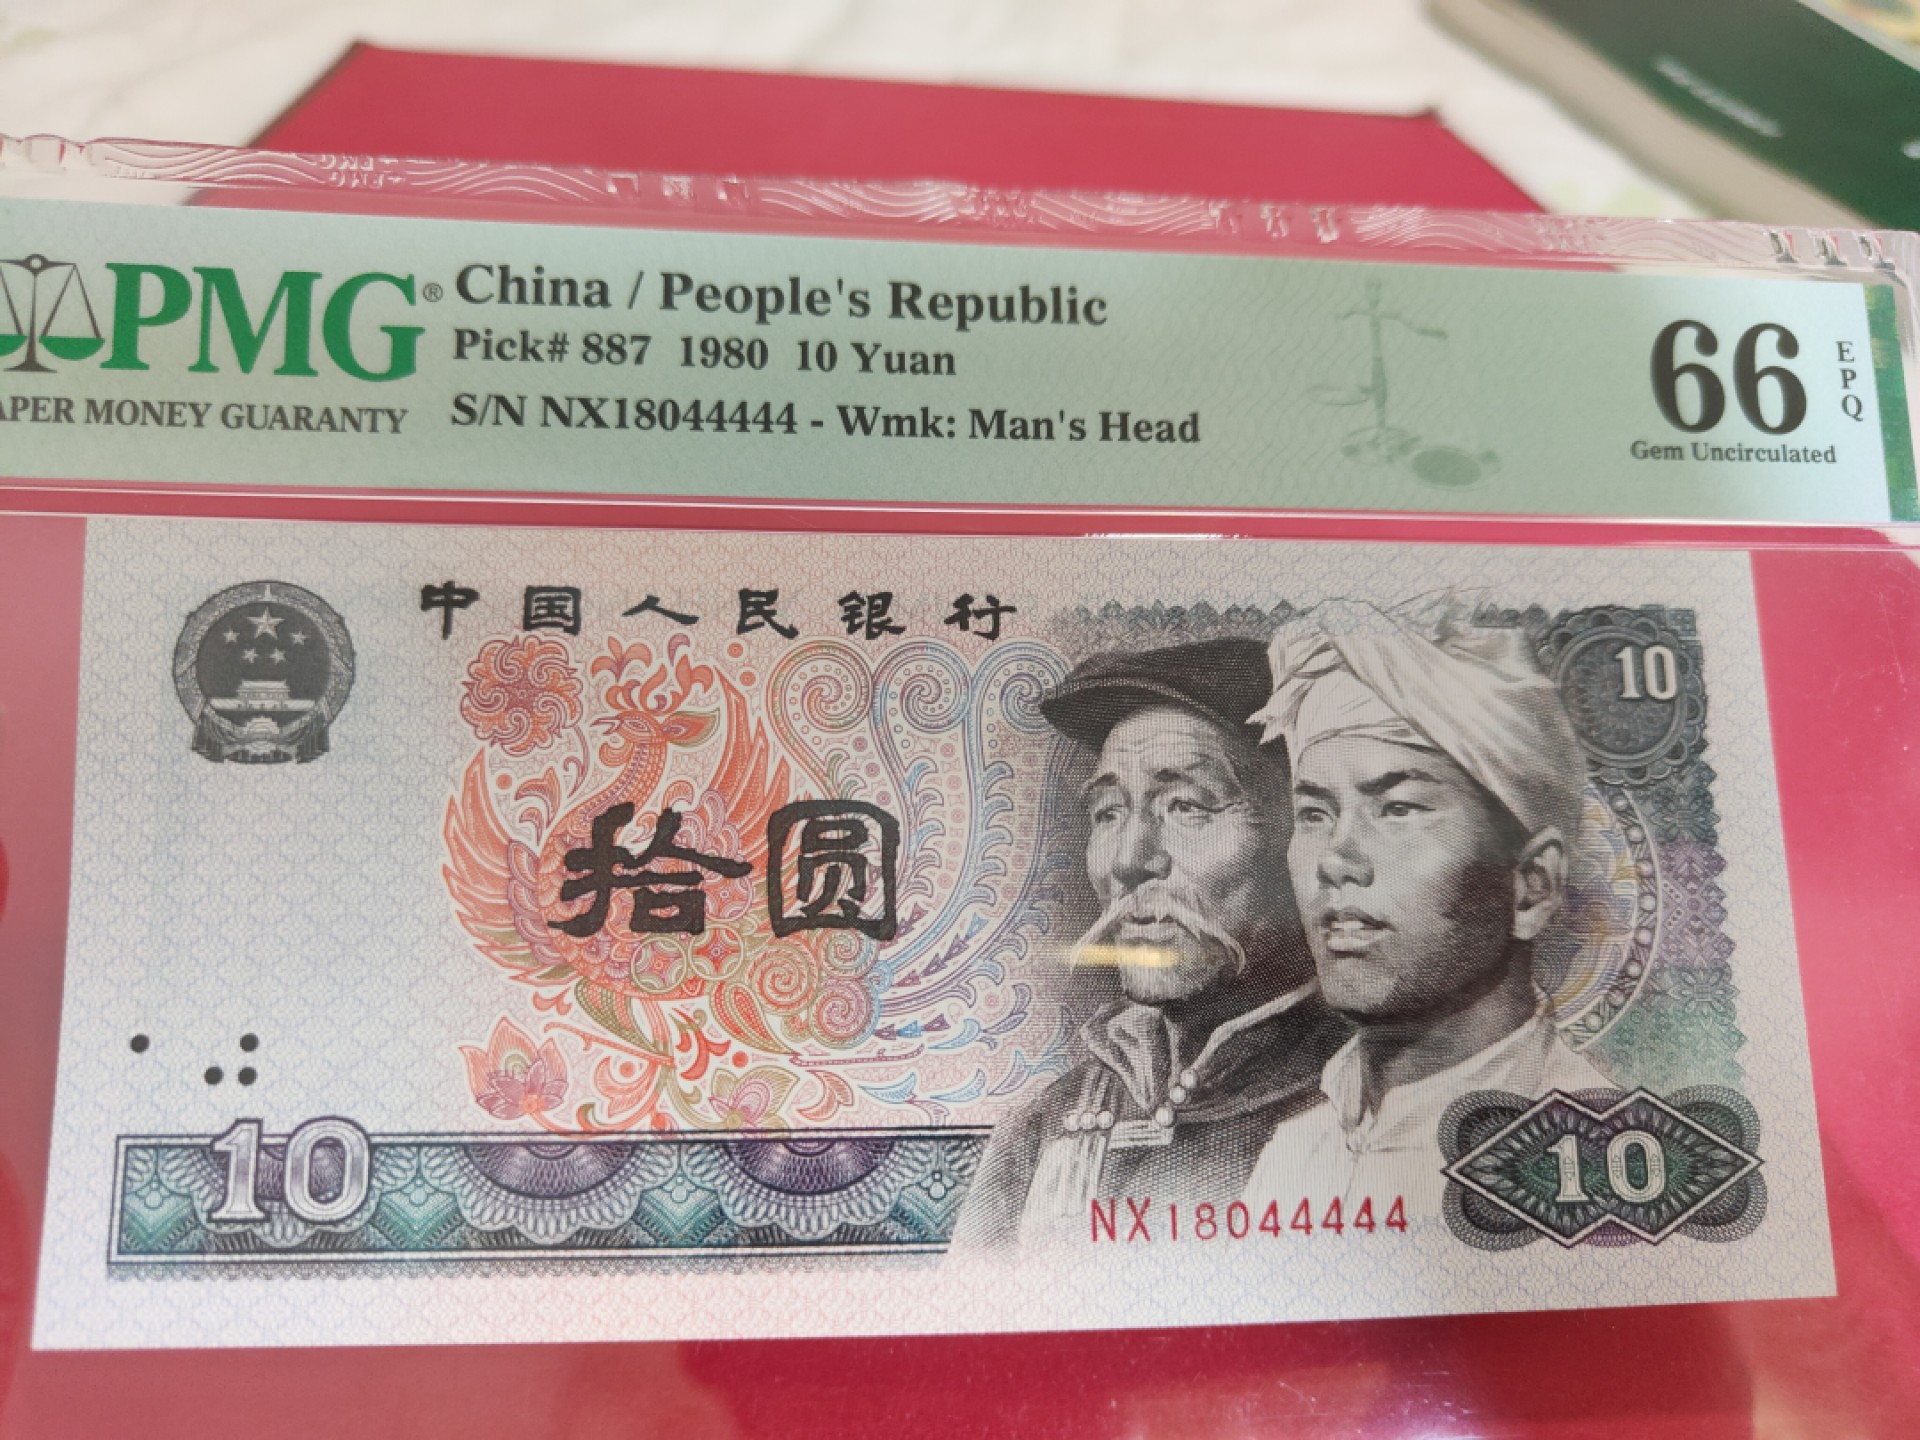 PMG®
PAPER MONEY GUARANTY
China / People's Republic
Pick# 887 1980 10 Yuan
S/N NX18044444 - Wmk: Man's Head
66
EPQ
Gem Uncirculated
中国人民银行
10
拾圆
10
10
NX18044444